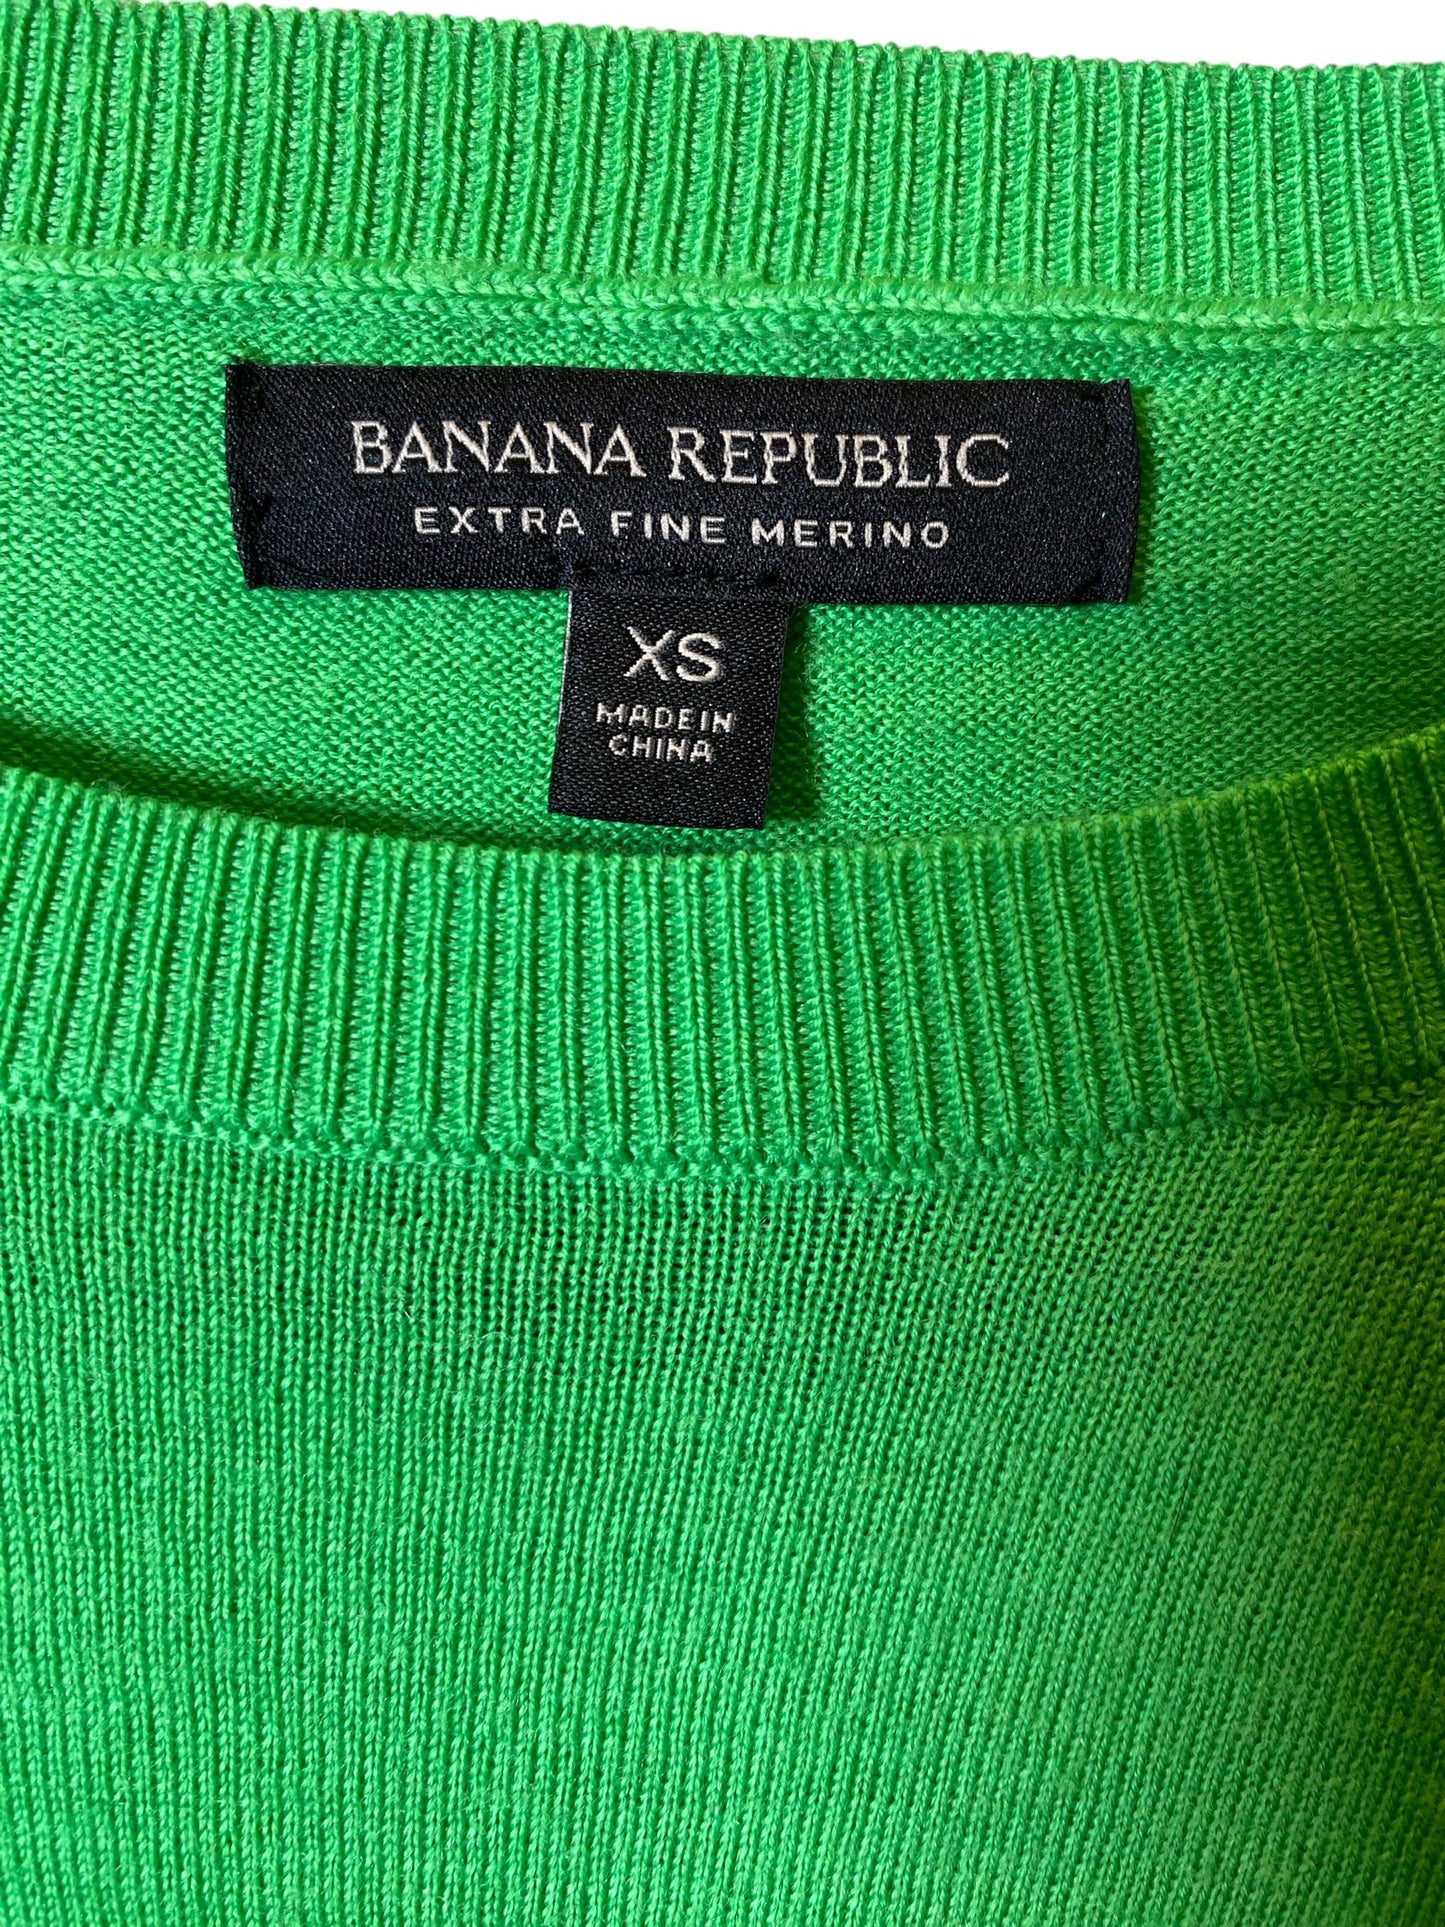 BANANA REPUBLIC
EXTRA FINE MERINO
XS
MADE IN
CHINA